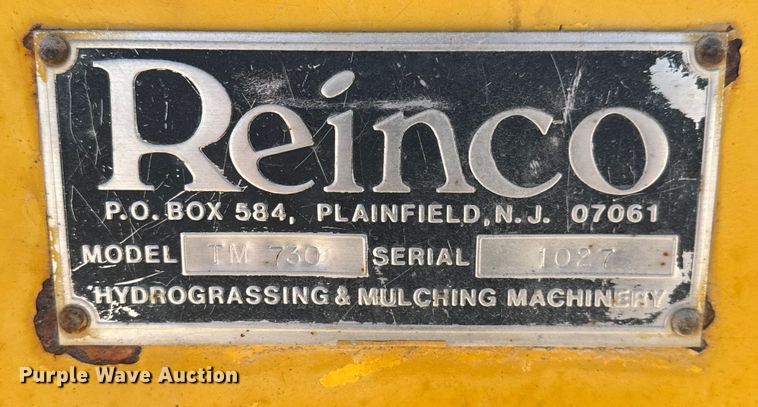 Reinco
P.O. BOX 584, PLAINFIELD, N.J. 07061
MODEL TM 730 SERIAL 1027
HYDROGRASSING & MULCHING MACHINERY
Purple Wave Auction